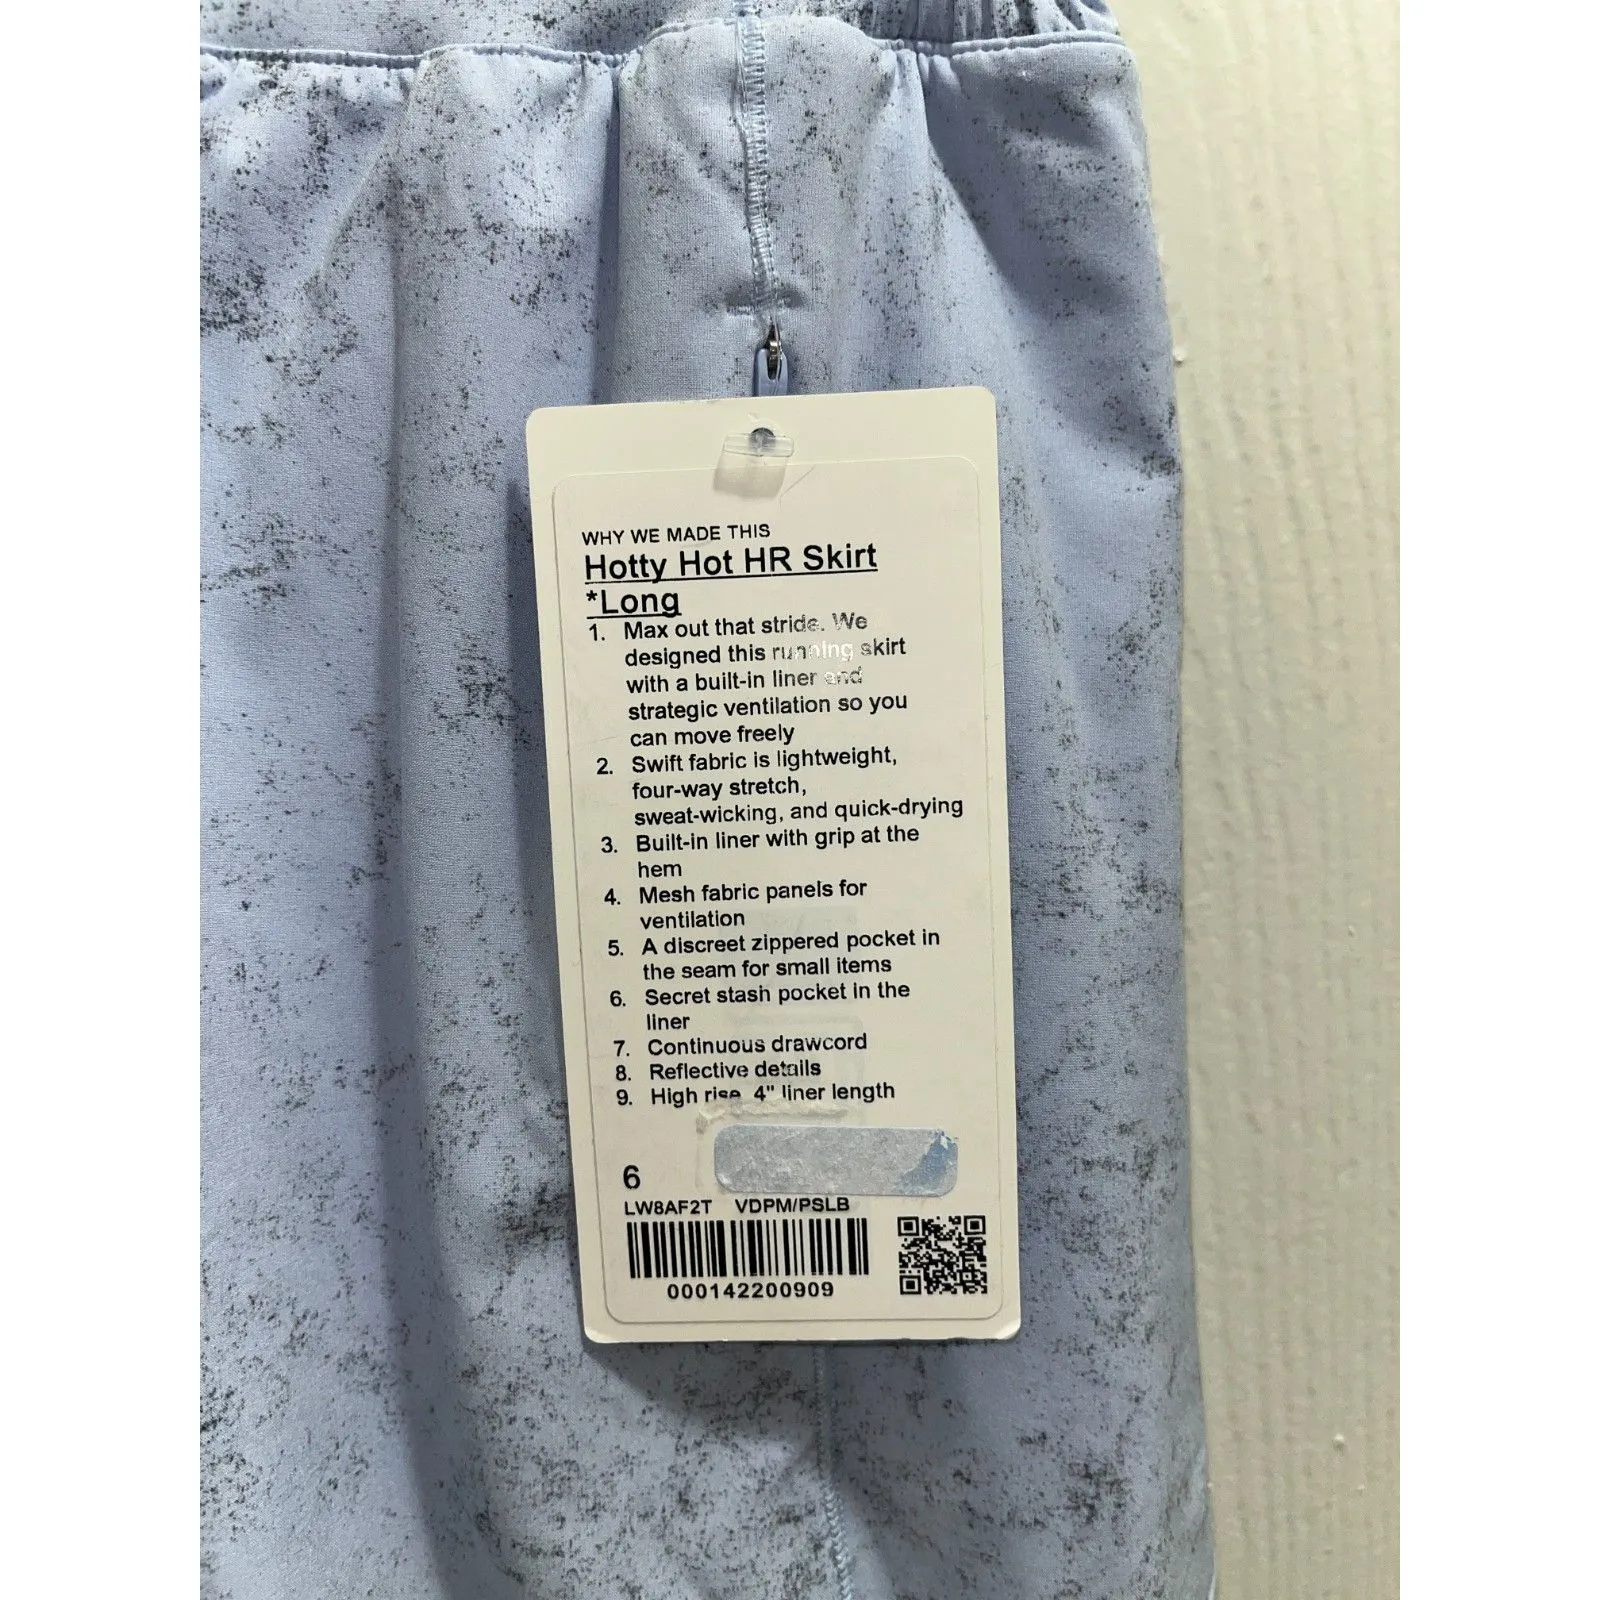 WHY WE MADE THIS
Hotty Hot HR Skirt
*Long
1. Max out that stride. We
designed this running skirt
with a built-in liner and
strategic ventilation so you
can move freely
2. Swift fabric is lightweight,
four-way stretch,
sweat-wicking, and quick-drying
3. Built-in liner with grip at the
hem
4. Mesh fabric panels for
ventilation
5. A discreet zippered pocket in
the seam for small items
6. Secret stash pocket in the
liner
7. Continuous drawcord
8. Reflective details
9. High rise, 4" liner length
6
LW8AF2T VDPM/PSLB
000142200909